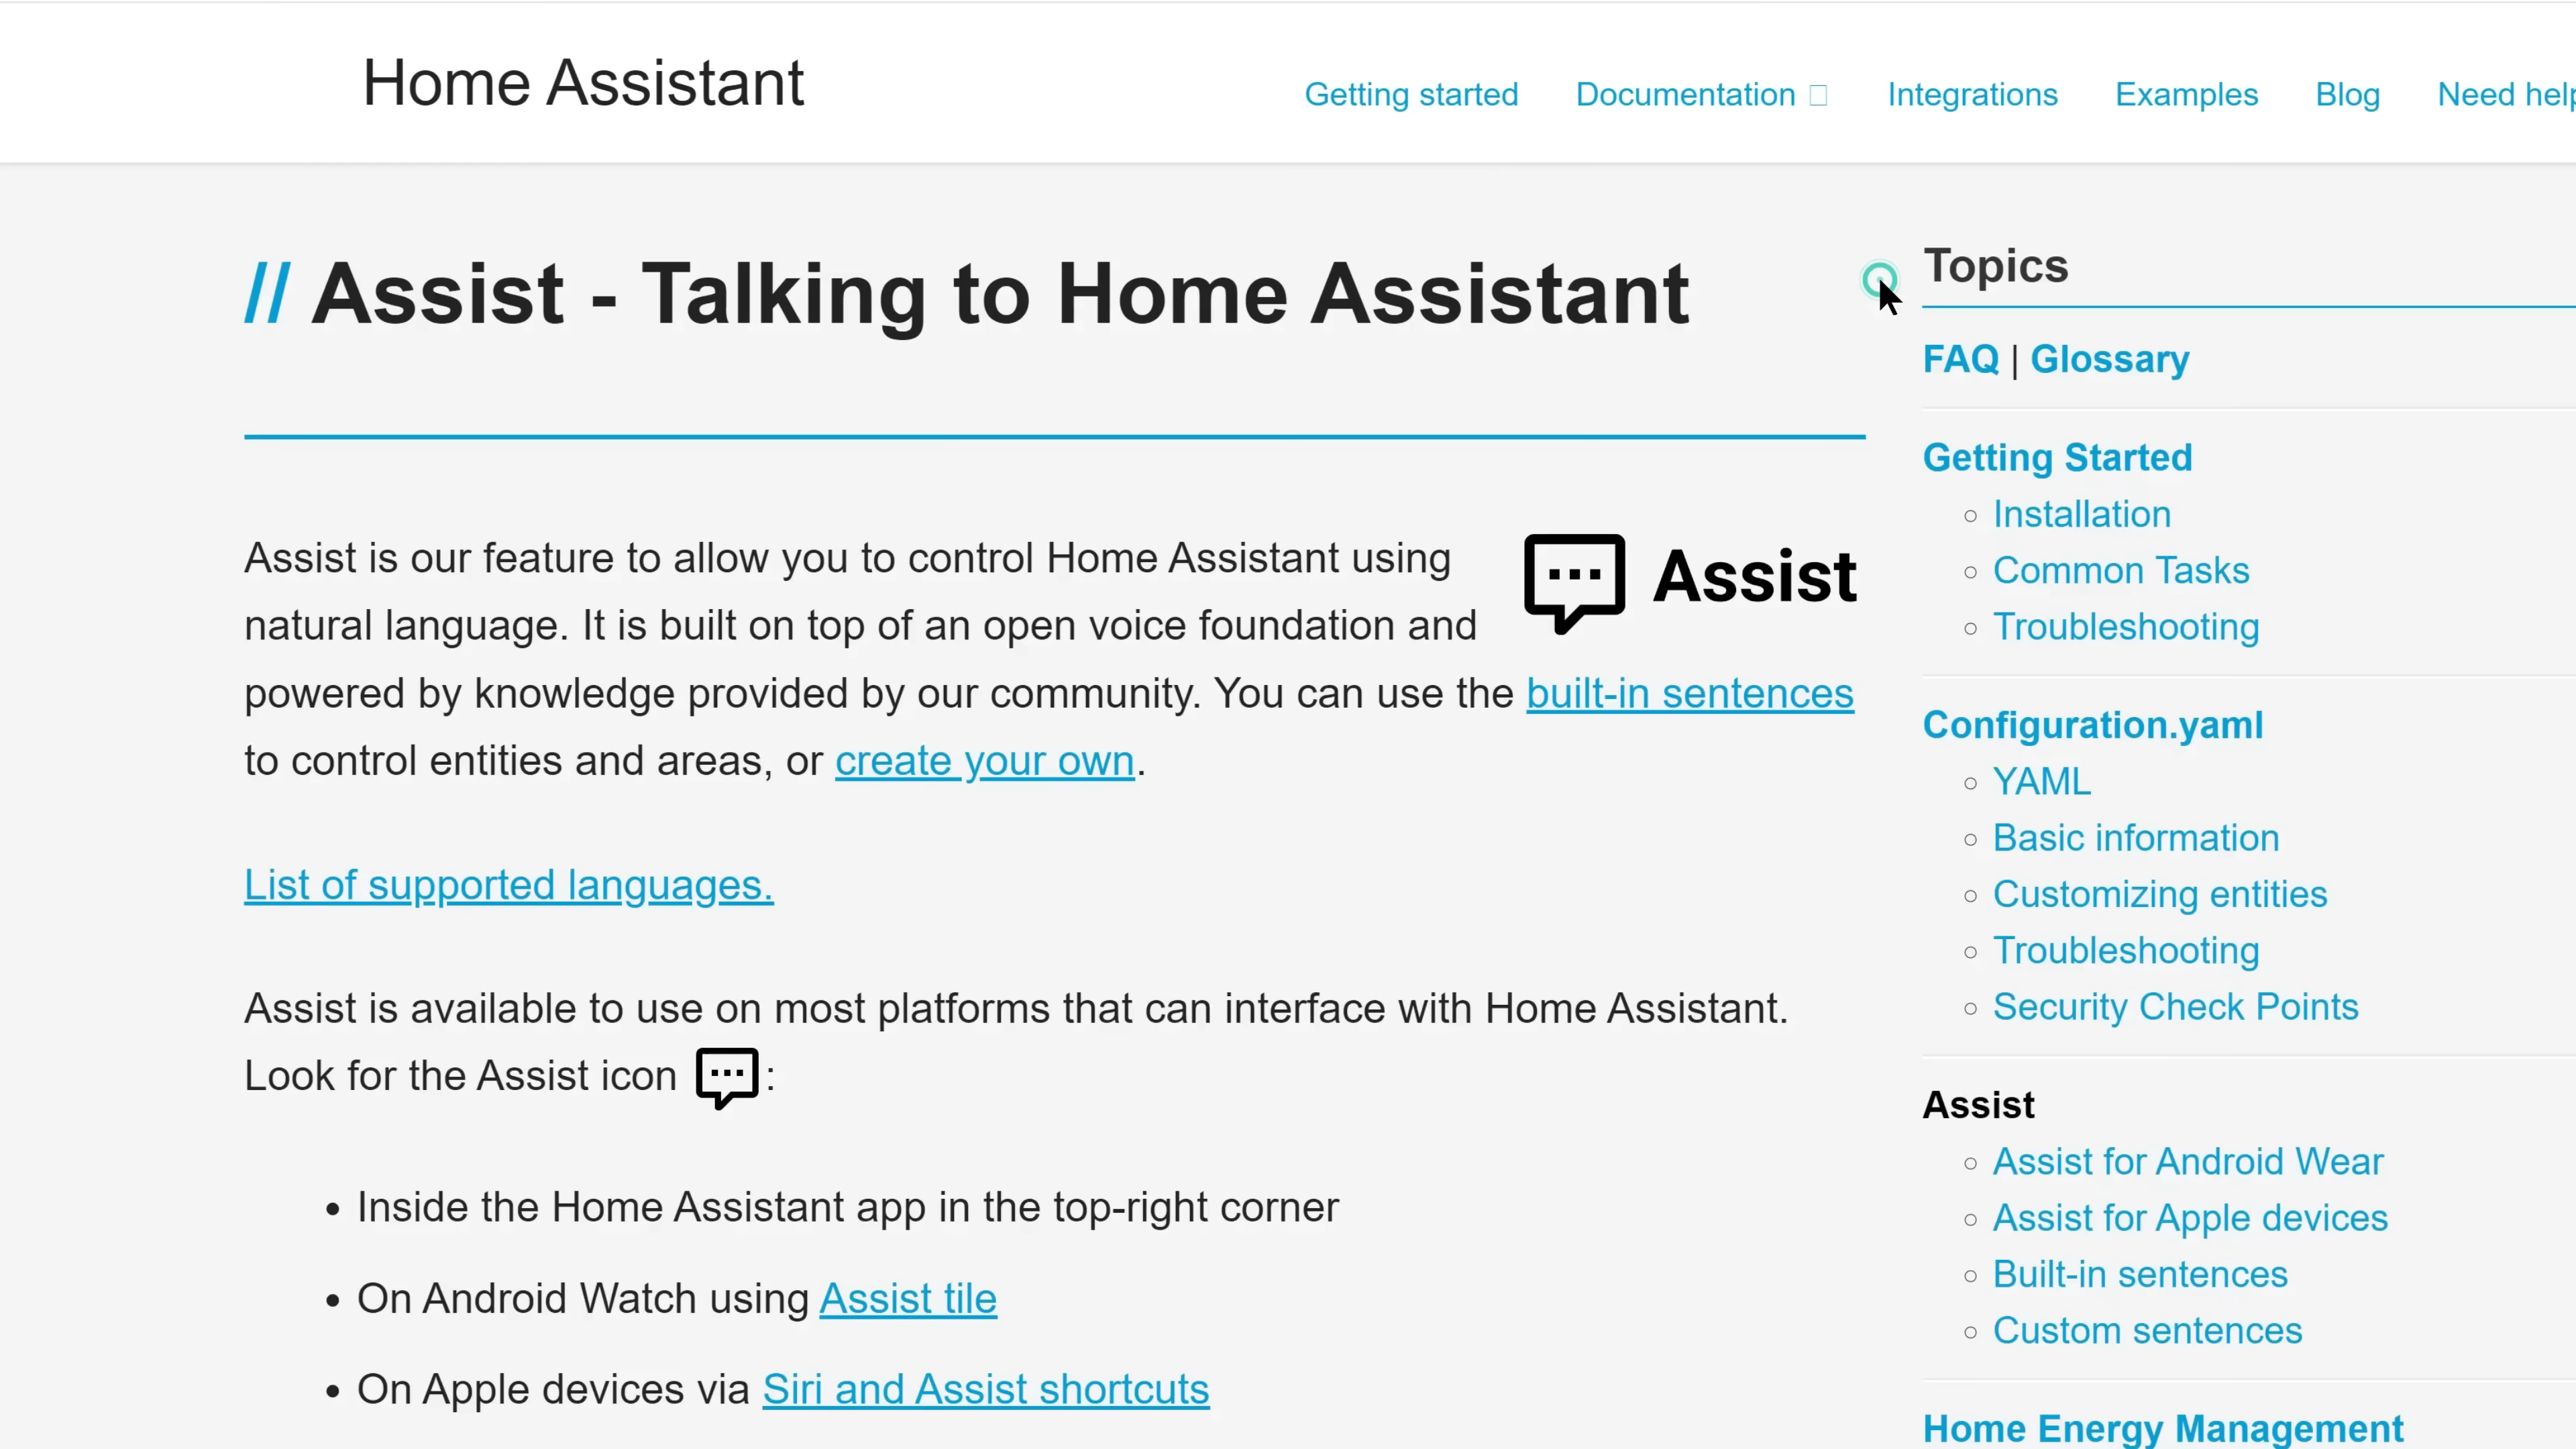 Home Assistant
Getting started
Documentation
Integrations
Examples
Blog
Need help
// Assist - Talking to Home Assistant
Assist is our feature to allow you to control Home Assistant using
natural language. It is built on top of an open voice foundation and
powered by knowledge provided by our community. You can use the built-in sentences
to control entities and areas, or create your own.
Assist
List of supported languages.
Assist is available to use on most platforms that can interface with Home Assistant.
Look for the Assist icon :
• Inside the Home Assistant app in the top-right corner
• On Android Watch using Assist tile
• On Apple devices via Siri and Assist shortcuts
Topics
FAQ | Glossary
Getting Started
Installation
Common Tasks
Troubleshooting
Configuration.yaml
YAML
Basic information
Customizing entities
Troubleshooting
Security Check Points
Assist
Assist for Android Wear
Assist for Apple devices
Built-in sentences
Custom sentences
Home Energy Management